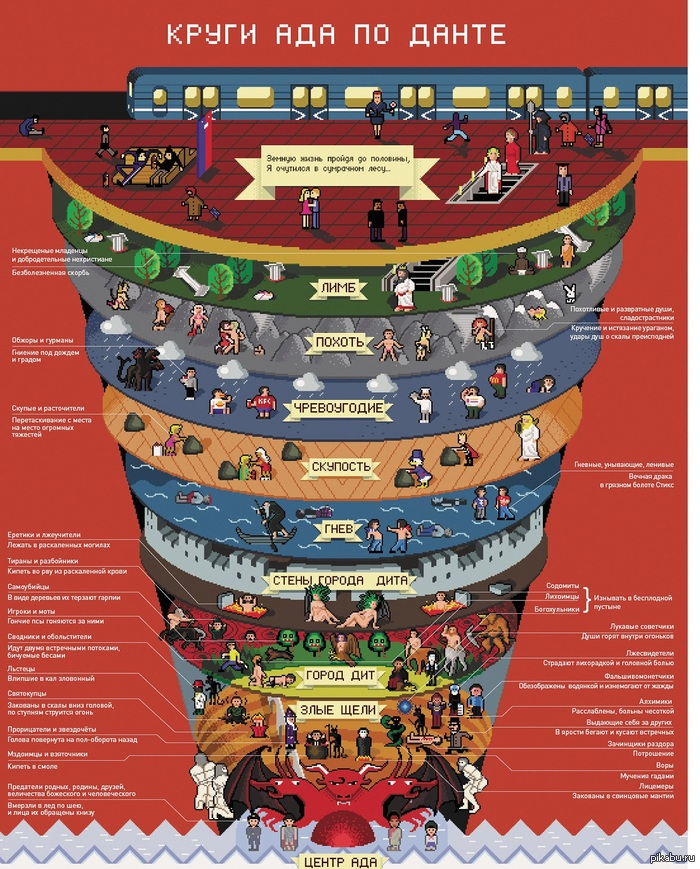 КРУГИ АДА ПО ДАНТЕ
Земную жизнь пройдя до половины,
Я очутился в сумрачном лесу...
Некрещеные младенцы
и добродетельные нехристиане
Безболезненная скорбь
ЛИМБ
Похотливые и развратные души,
сладострастники
Кручение и истязание ураганом,
удары душ о скалы преисподней
ПОХОТЬ
Обжоры и гурманы
Гниение под дождем
и градом
KFC
ЧРЕВОУГОДИЕ
Скупые и расточители
Перетаскивание с места
на место огромных
тяжестей
СКУПОСТЬ
Гневные, унывающие, ленивые
Вечная драка
в грязном болоте Стикс
ГНЕВ
Еретики и лжеучители
Лежать в раскаленных могилах
СТЕНЫ ГОРОДА ДИТА
Тираны и разбойники
Кипеть во рву из раскаленной крови
Самоубийцы
В виде деревьев их терзают гарпии
Игроки и моты
Гончие псы гоняются за ними
Содомиты
Лихоимцы
Богохульники
Изнывать в бесплодной
пустыне
ГОРОД ДИТ
Сводники и обольстители
Идут двумя встречными потоками,
бичуемые бесами
Льстецы
Влипшие в кал зловонный
Святокупцы
Закованы в скалы вниз головой,
по ступням струится огонь
Прорицатели и звездочёты
Голова повернута на пол-оборота назад
Мздоимцы и взяточники
Кипеть в смоле
Лукавые советчики
Души горят внутри огоньков
Лжесвидетели
Страдают лихорадкой и головной болью
Фальшивомонетчики
Обезображены водянкой и изнемогают от жажды
Алхимики
Расслаблены, больны чесоткой
Выдающие себя за других
В ярости бегают и кусают встречных
Зачинщики раздора
Потрошение
Воры
Мучения гадами
Лицемеры
Закованы в свинцовые мантии
ЗЛЫЕ ЩЕЛИ
Предатели родных, родины, друзей,
величества божеского и человеческого
Вмерзли в лед по шею,
и лица их обращены книзу
ЦЕНТР АДА
pikabu.ru